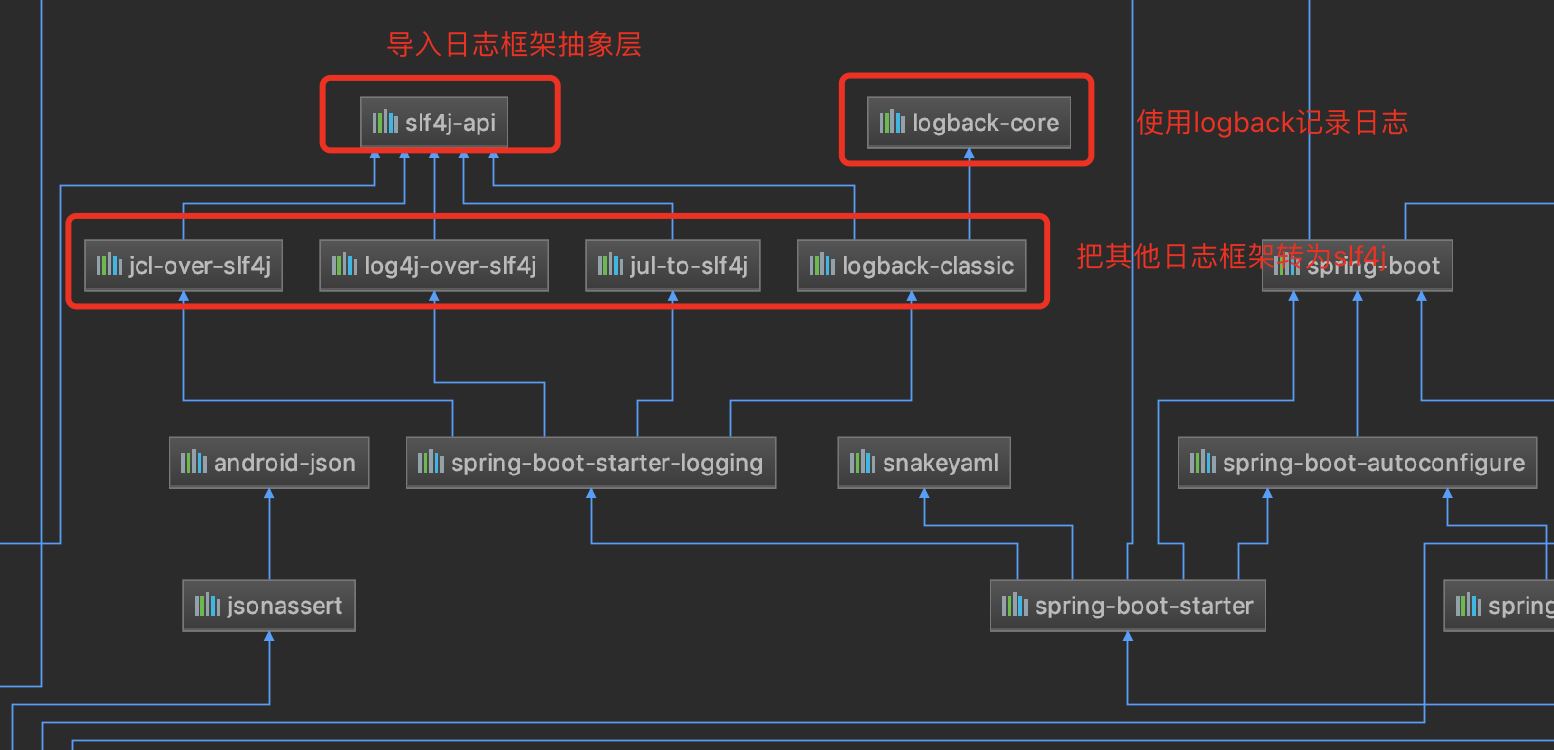 导入日志框架抽象层
slf4j-api
logback-core
使用logback记录日志
jcl-over-slf4j
log4j-over-slf4j
jul-to-slf4j
logback-classic
把其他日志框架转为slf4j
spring-boot
android-json
spring-boot-starter-logging
snakeyaml
spring-boot-autoconfigure
jsonassert
spring-boot-starter
spring